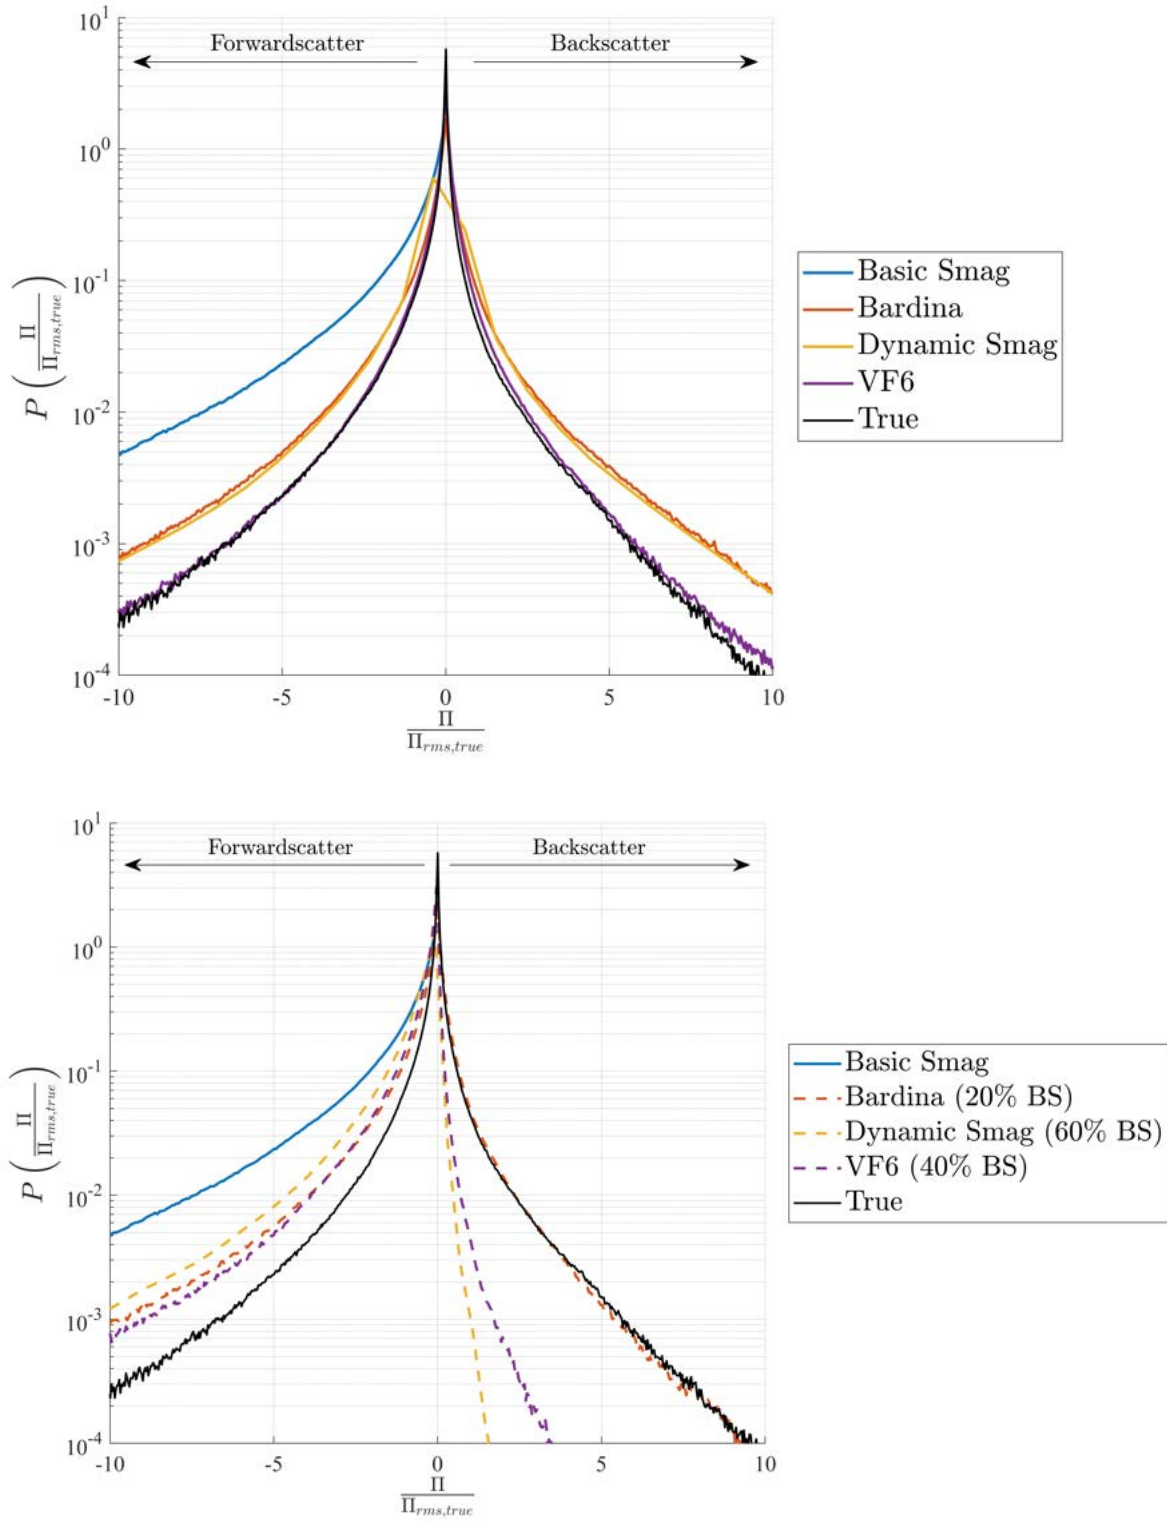 10^1
Forwardscatter Backscatter
10^0
10^-1
P ( Π / Π_rms,true )
10^-2
10^-3
10^-4
-10 -5 0 5 10
Π
Π_rms,true
Basic Smag
Bardina
Dynamic Smag
VF6
True
10^1
Forwardscatter Backscatter
10^0
10^-1
P ( Π / Π_rms,true )
10^-2
10^-3
10^-4
-10 -5 0 5 10
Π
Π_rms,true
Basic Smag
Bardina (20% BS)
Dynamic Smag (60% BS)
VF6 (40% BS)
True